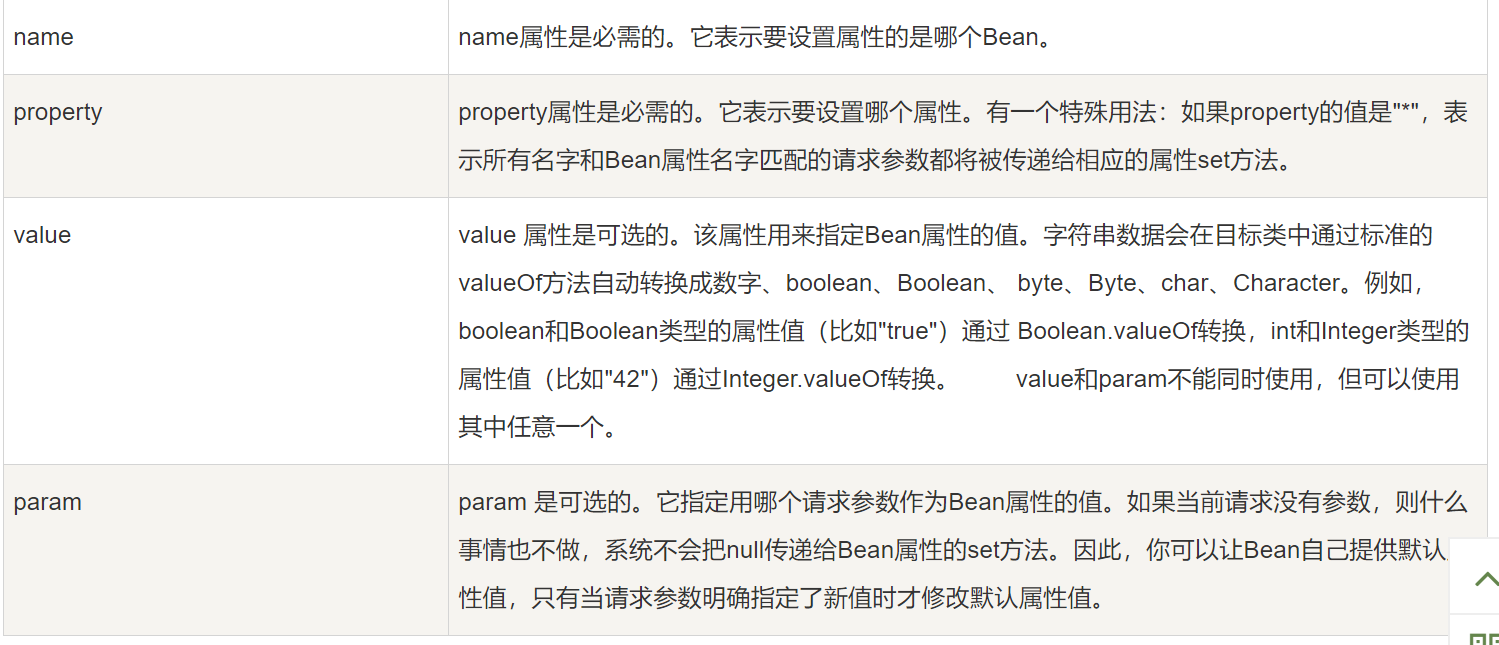 name
name属性是必需的。它表示要设置属性的是哪个Bean。
property
property属性是必需的。它表示要设置哪个属性。有一个特殊用法：如果property的值是"*"，表
示所有名字和Bean属性名字匹配的请求参数都将被传递给相应的属性set方法。
value
value 属性是可选的。该属性用来指定Bean属性的值。字符串数据会在目标类中通过标准的
valueOf方法自动转换成数字、boolean、Boolean、 byte、Byte、char、Character。例如，
boolean和Boolean类型的属性值（比如"true"）通过 Boolean.valueOf转换，int和Integer类型的
属性值（比如"42"）通过Integer.valueOf转换。　　value和param不能同时使用，但可以使用
其中任意一个。
param
param 是可选的。它指定用哪个请求参数作为Bean属性的值。如果当前请求没有参数，则什么
事情也不做，系统不会把null传递给Bean属性的set方法。因此，你可以让Bean自己提供默认
性值，只有当请求参数明确指定了新值时才修改默认属性值。